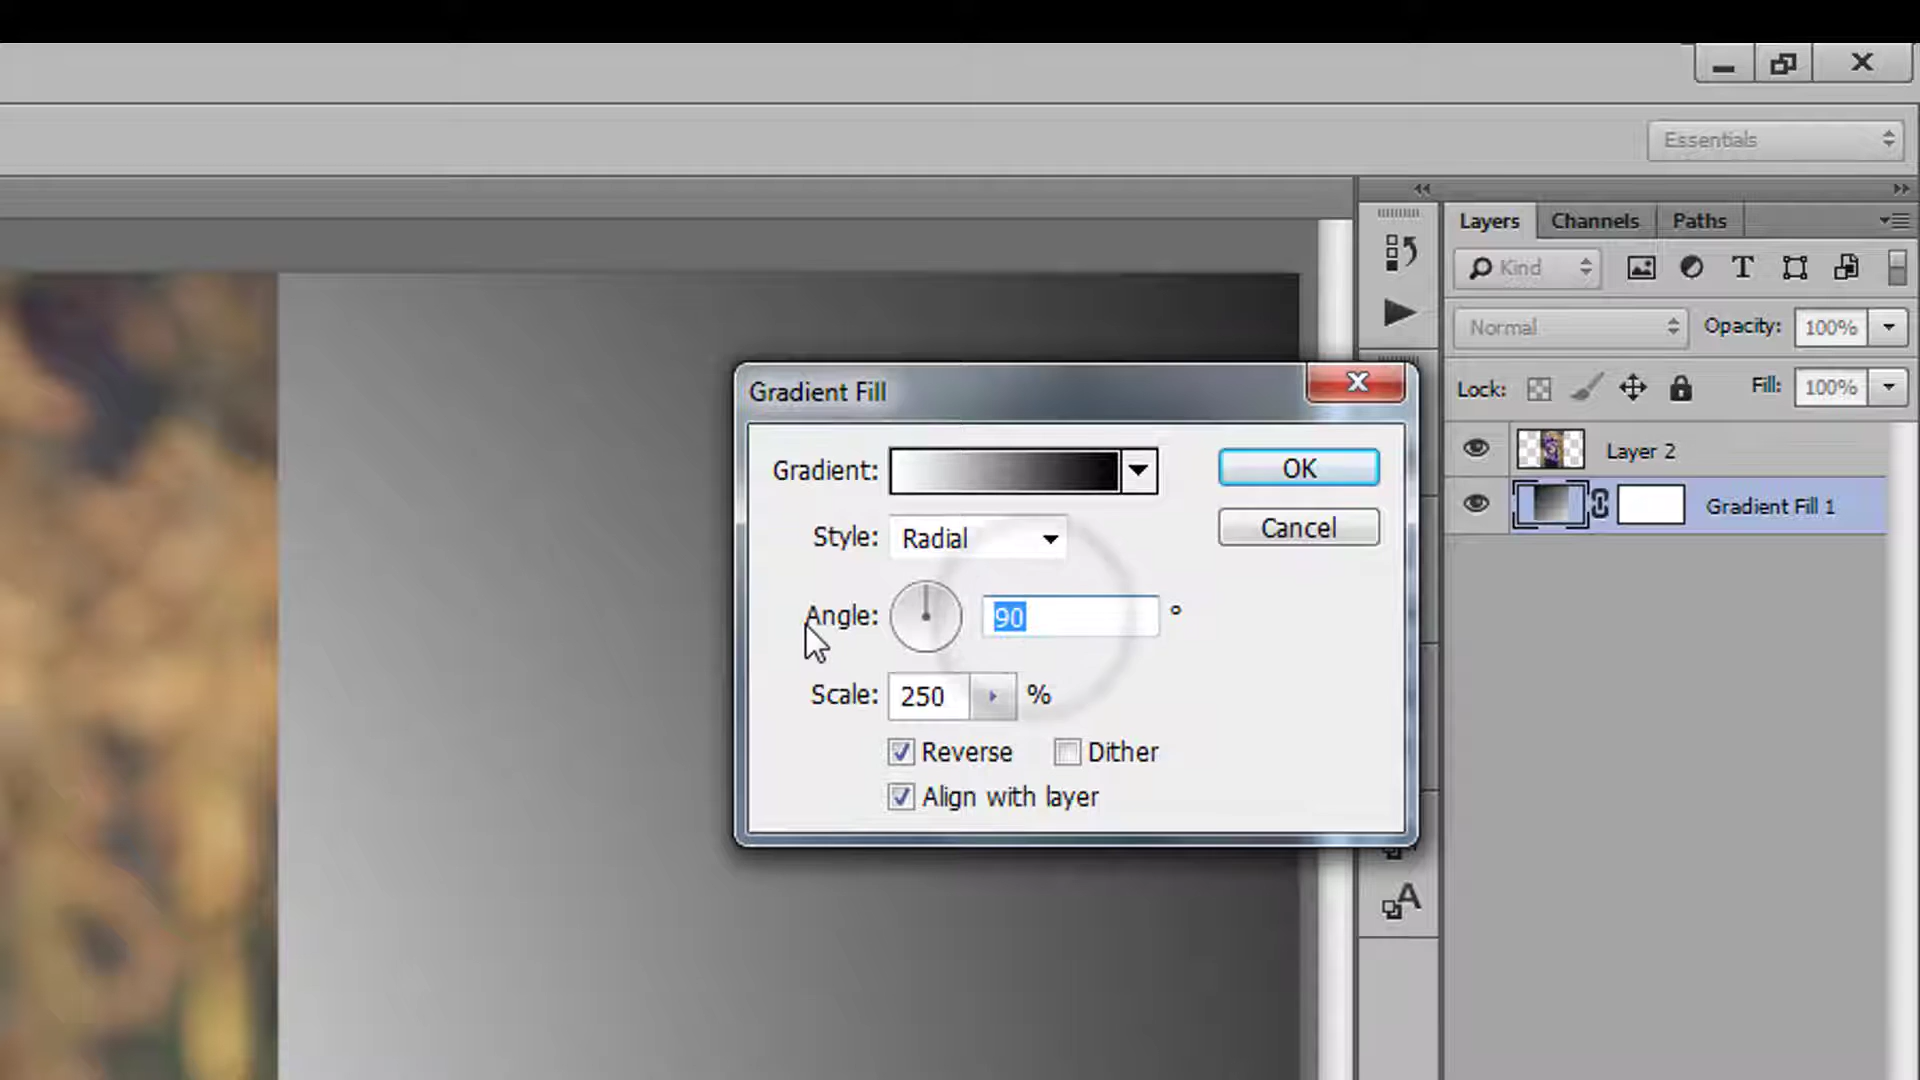 Essentials
Layers Channels Paths
Kind T
Normal Opacity: 100%
Lock: Fill: 100%
Layer 2
Gradient Fill 1
Gradient Fill
Gradient: OK
Style: Radial Cancel
Angle: 90 °
Scale: 250 %
Reverse Dither
Align with layer
A